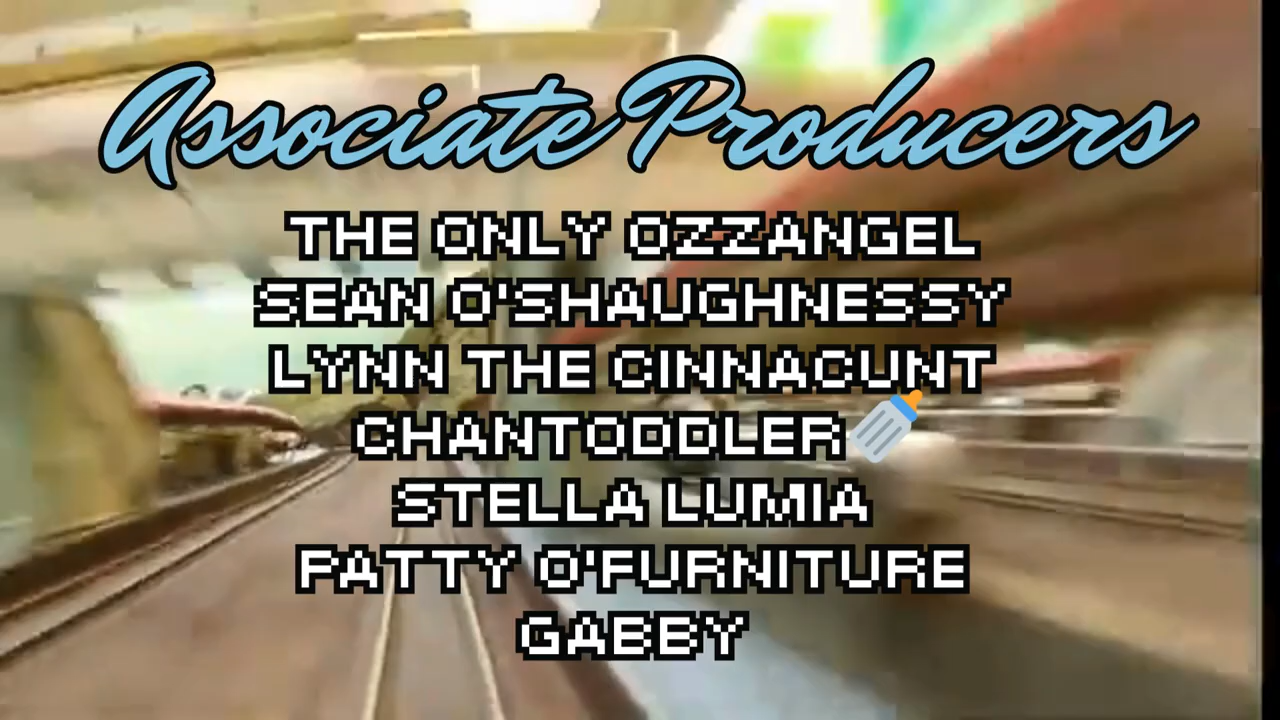 Associate Producers
THE ONLY OZZANGEL
SEAN O'SHAUGHNESSY
LYNN THE CINNACUNT
CHANTODDLER🍼
STELLA LUMIA
PATTY O'FURNITURE
GABBY